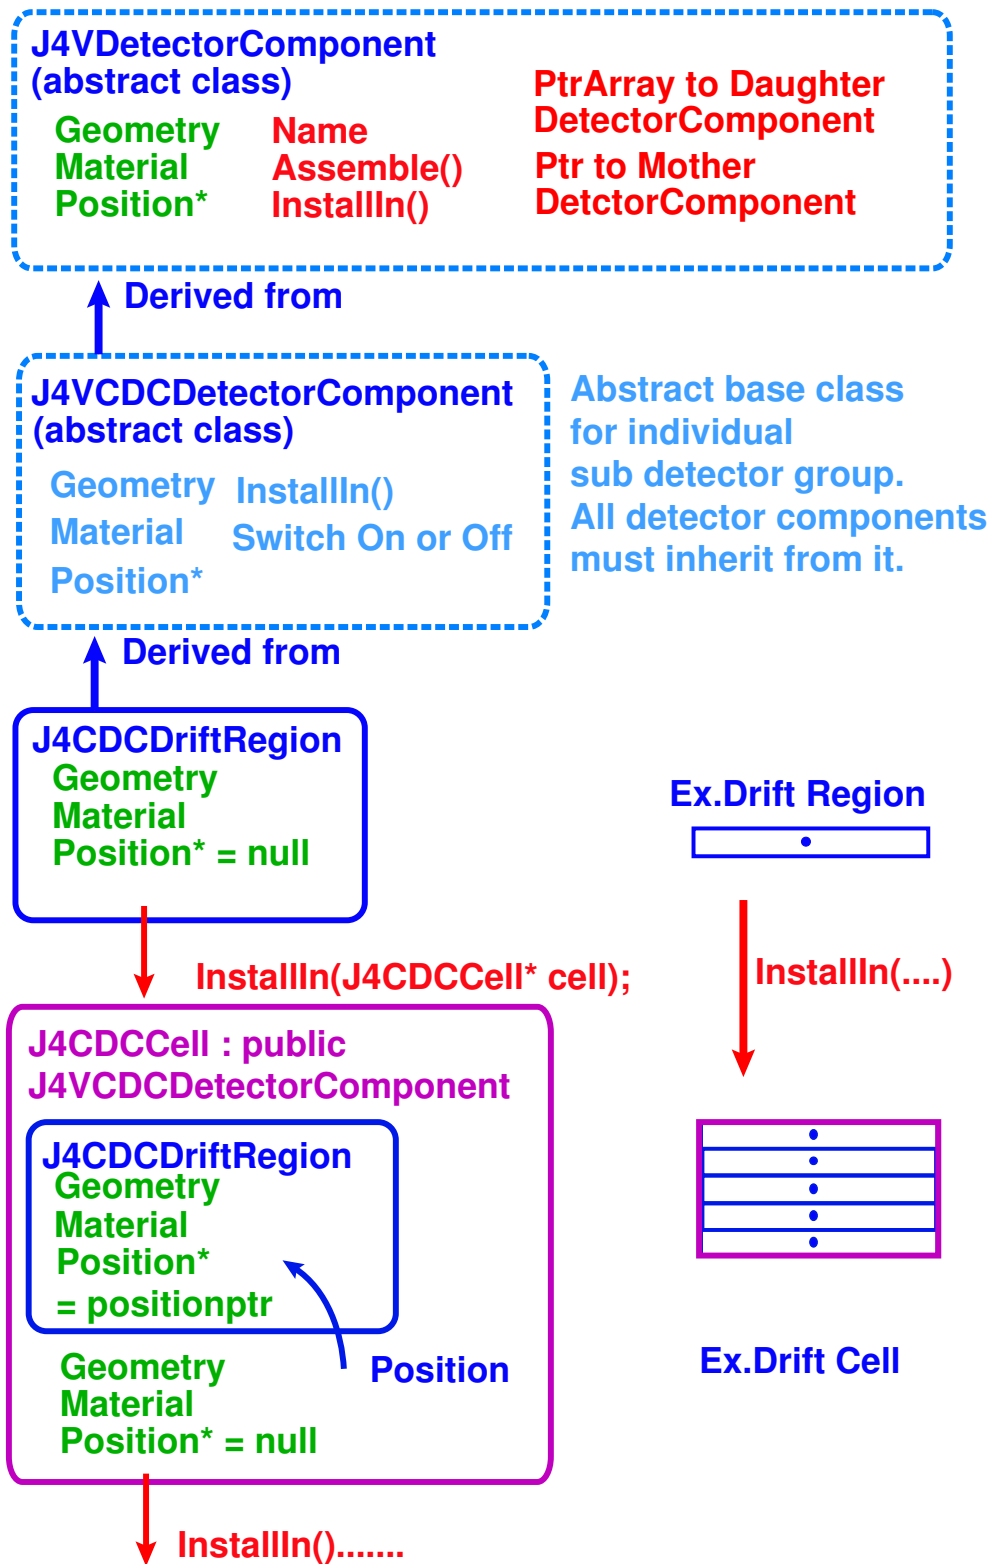 J4VDetectorComponent
(abstract class)
Geometry
Material
Position*
Name
Assemble()
InstallIn()
PtrArray to Daughter
DetectorComponent
Ptr to Mother
DetctorComponent
Derived from
J4VCDCDetectorComponent
(abstract class)
Geometry
Material
Position*
InstallIn()
Switch On or Off
Abstract base class
for individual
sub detector group.
All detector components
must inherit from it.
Derived from
J4CDCDriftRegion
Geometry
Material
Position* = null
Ex.Drift Region
InstallIn(J4CDCCell* cell);
InstallIn(....)
J4CDCCell : public
J4VCDCDetectorComponent
J4CDCDriftRegion
Geometry
Material
Position*
= positionptr
Position
Geometry
Material
Position* = null
Ex.Drift Cell
InstallIn().......